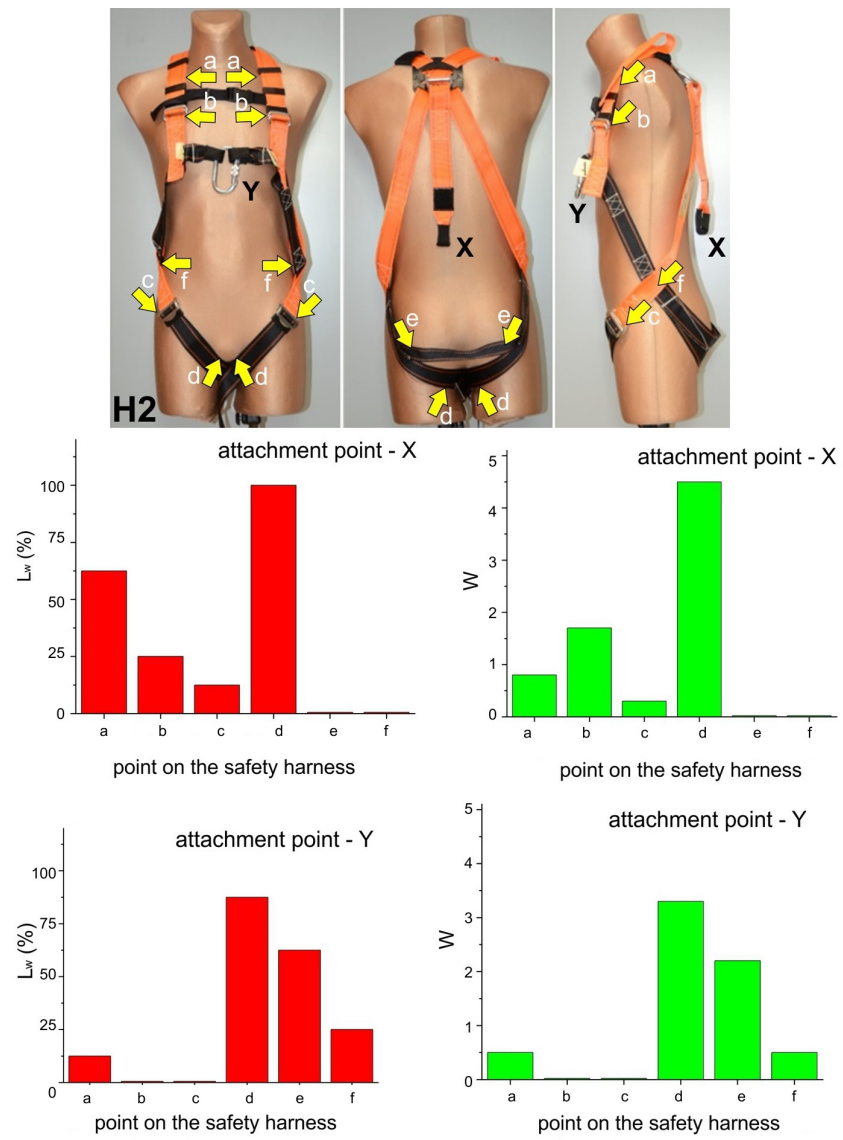 a a
b b
Y
c f f c
d d
H2
X
e e
d d
a
b
Y
X
f
c
attachment point - X
Lw (%)
100
75
50
25
0
a b c d e f
point on the safety harness
attachment point - X
W
5
4
3
2
1
0
a b c d e f
point on the safety harness
attachment point - Y
Lw (%)
100
75
50
25
0
a b c d e f
point on the safety harness
attachment point - Y
W
5
4
3
2
1
0
a b c d e f
point on the safety harness